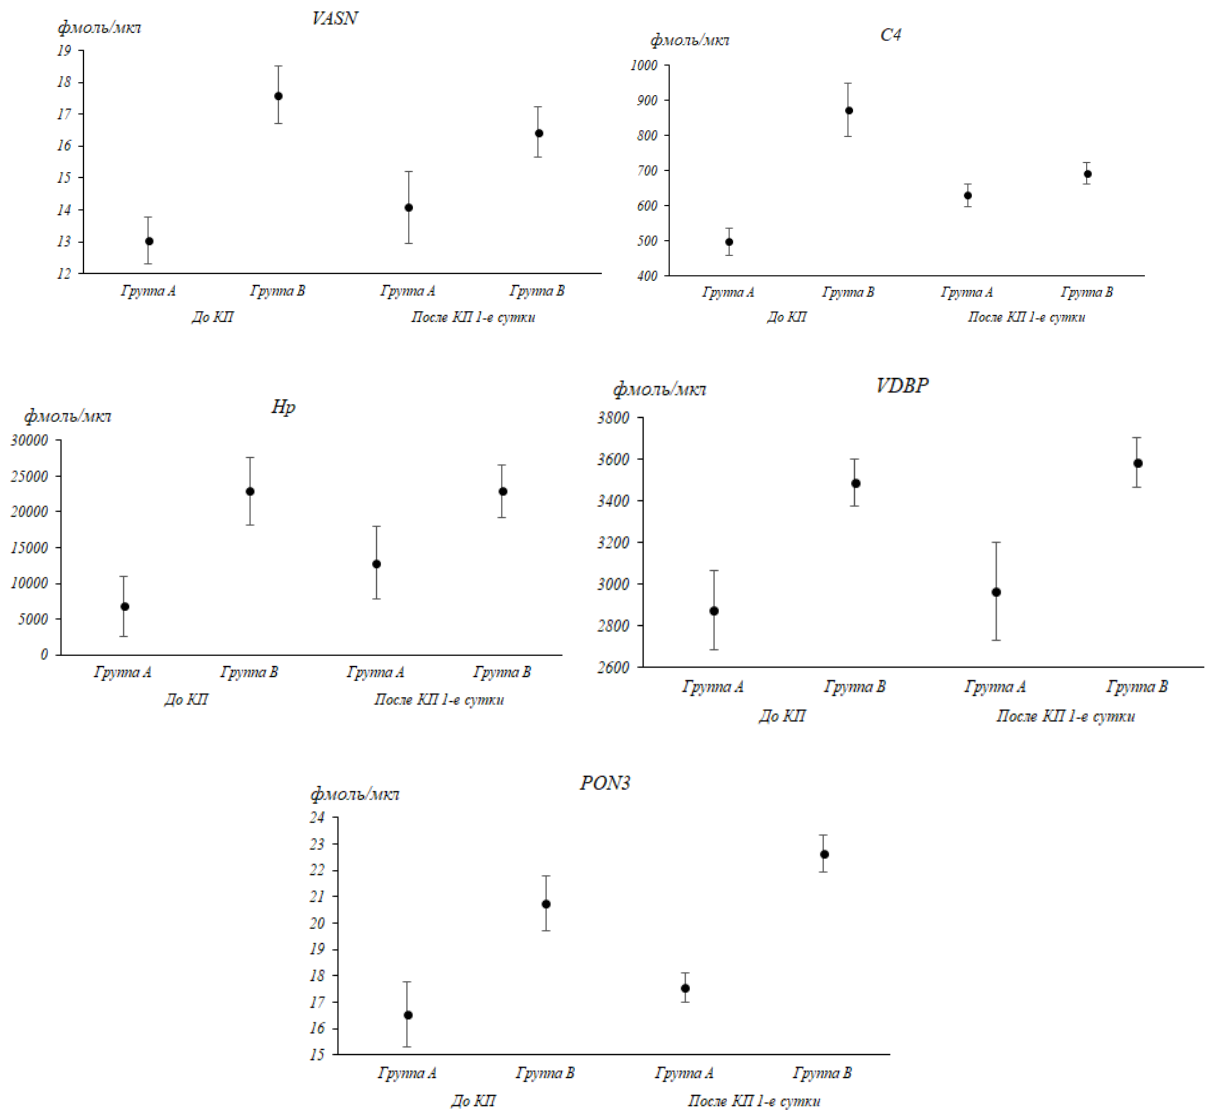 VASN
фмоль/мкл
19
18
17
16
15
14
13
12
Группа А
Группа В
Группа А
Группа В
До КП
После КП 1-е сутки
C4
фмоль/мкл
1000
900
800
700
600
500
400
Группа А
Группа В
Группа А
Группа В
До КП
После КП 1-е сутки
Hp
фмоль/мкл
30000
25000
20000
15000
10000
5000
0
Группа А
Группа В
Группа А
Группа В
До КП
После КП 1-е сутки
VDBP
фмоль/мкл
3800
3600
3400
3200
3000
2800
2600
Группа А
Группа В
Группа А
Группа В
До КП
После КП 1-е сутки
PON3
фмоль/мкл
24
23
22
21
20
19
18
17
16
15
Группа А
Группа В
Группа А
Группа В
До КП
После КП 1-е сутки